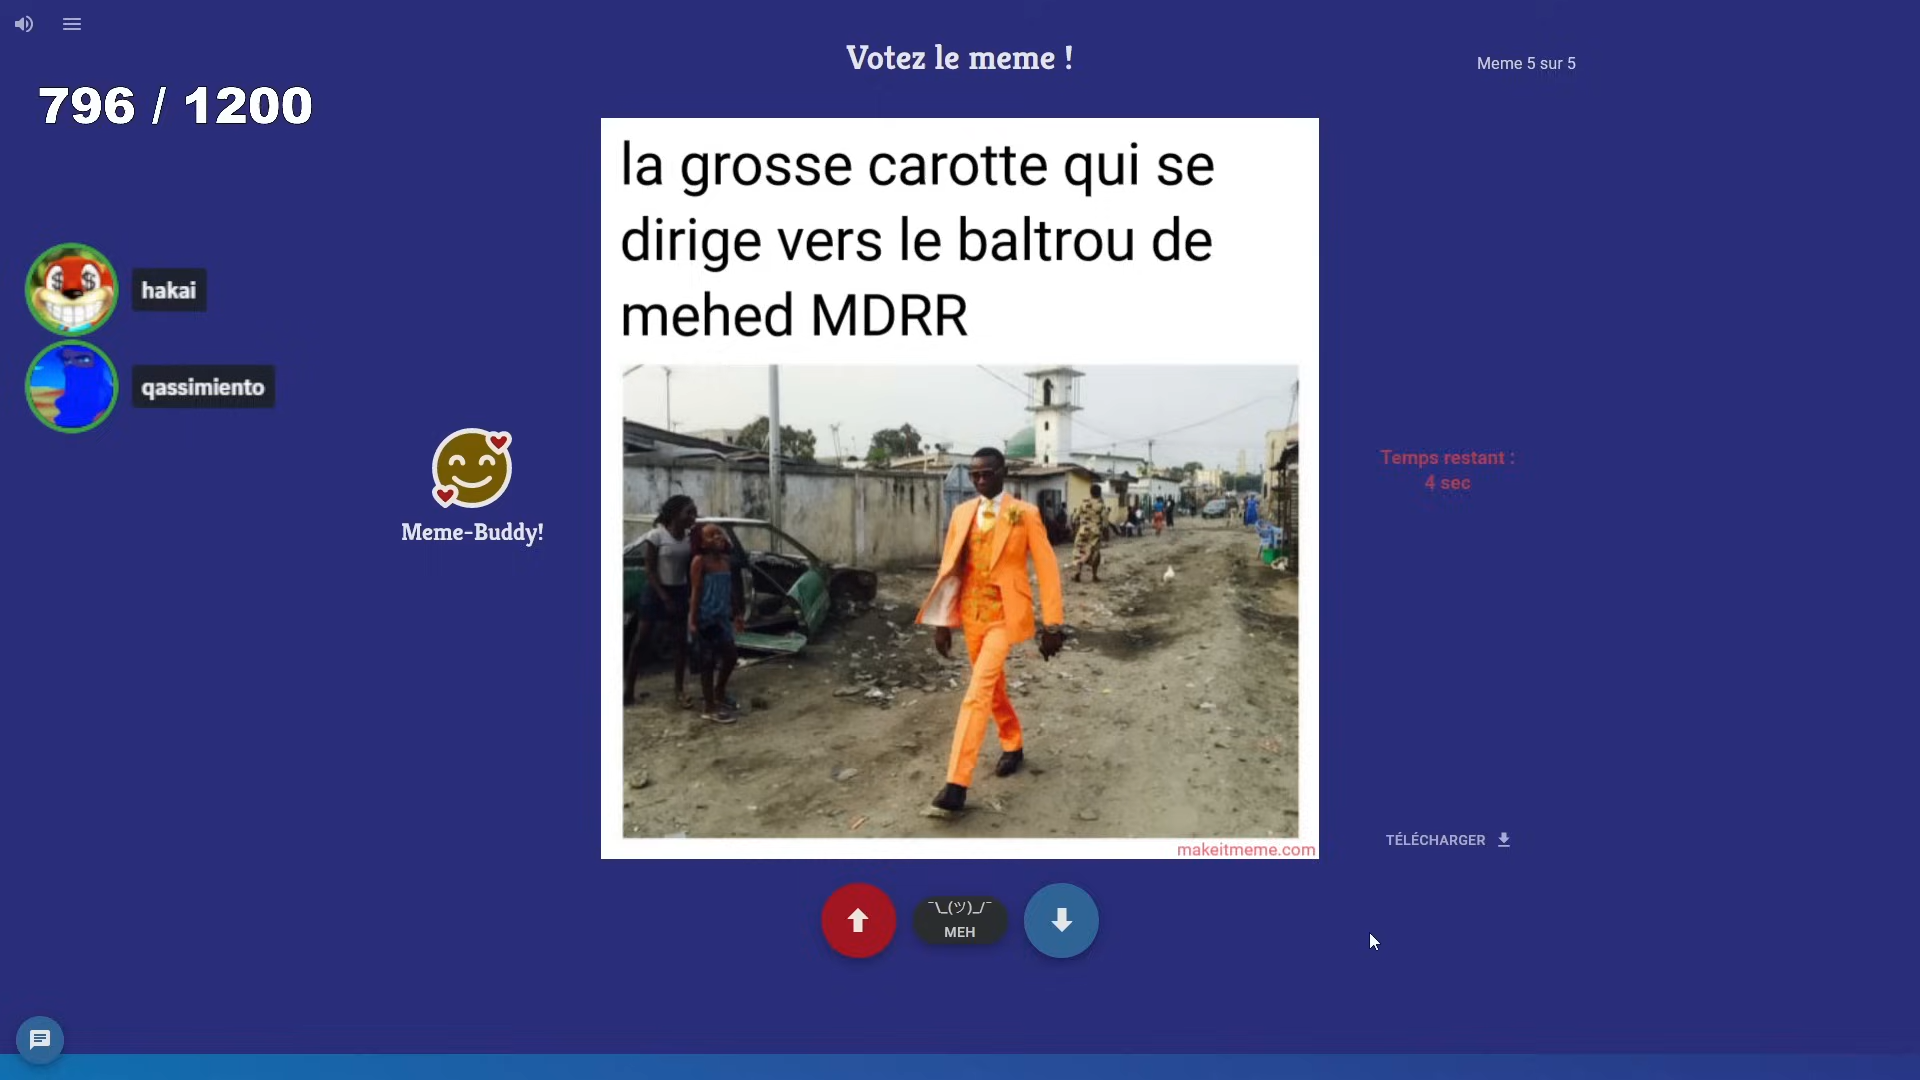 Votez le meme !
Meme 5 sur 5
796 / 1200
la grosse carotte qui se
dirige vers le baltrou de
mehed MDRR
hakai
qassimiento
Meme-Buddy!
Temps restant :
4 sec
TÉLÉCHARGER
makeitmeme.com
¯\_(ツ)_/¯
MEH